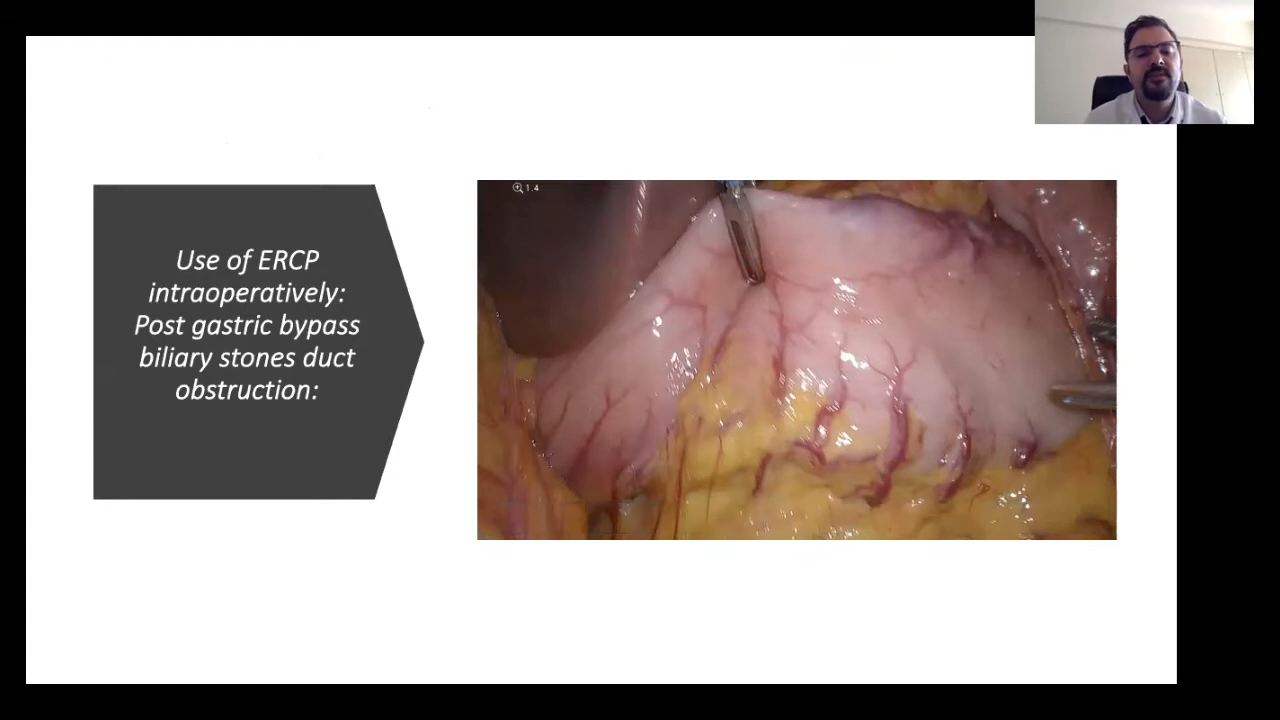 1.4
Use of ERCP
intraoperatively:
Post gastric bypass
biliary stones duct
obstruction: